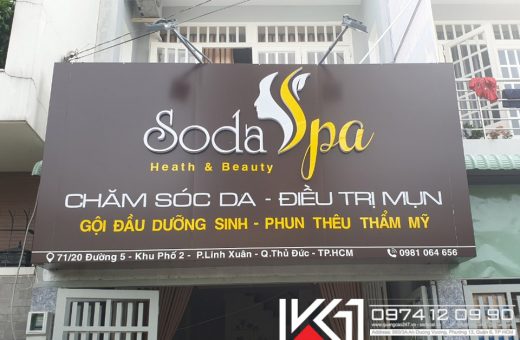 Soda Spa
Heath & Beauty
CHĂM SÓC DA - ĐIỀU TRỊ MỤN
GỘI ĐẦU DƯỠNG SINH - PHUN THÊU THẨM MỸ
71/20 Đường 5 - Khu Phố 2 - P.Linh Xuân - Q.Thủ Đức - TP.HCM 0981 064 656
K1 0974 12 09 90